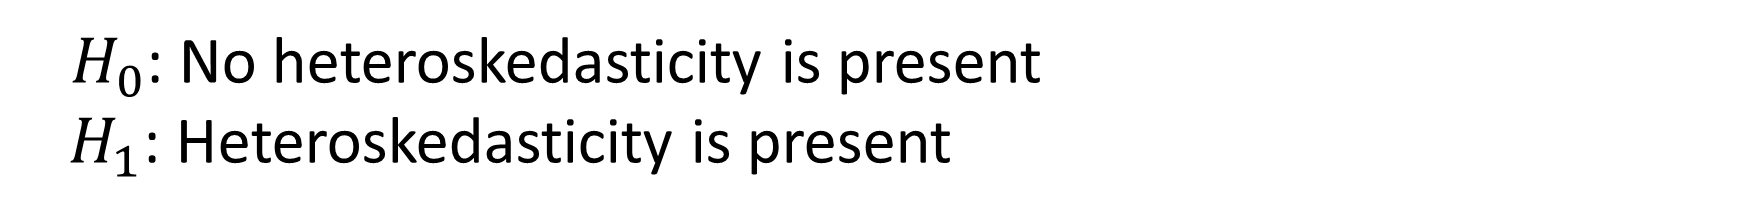 H₀: No heteroskedasticity is present
H₁: Heteroskedasticity is present